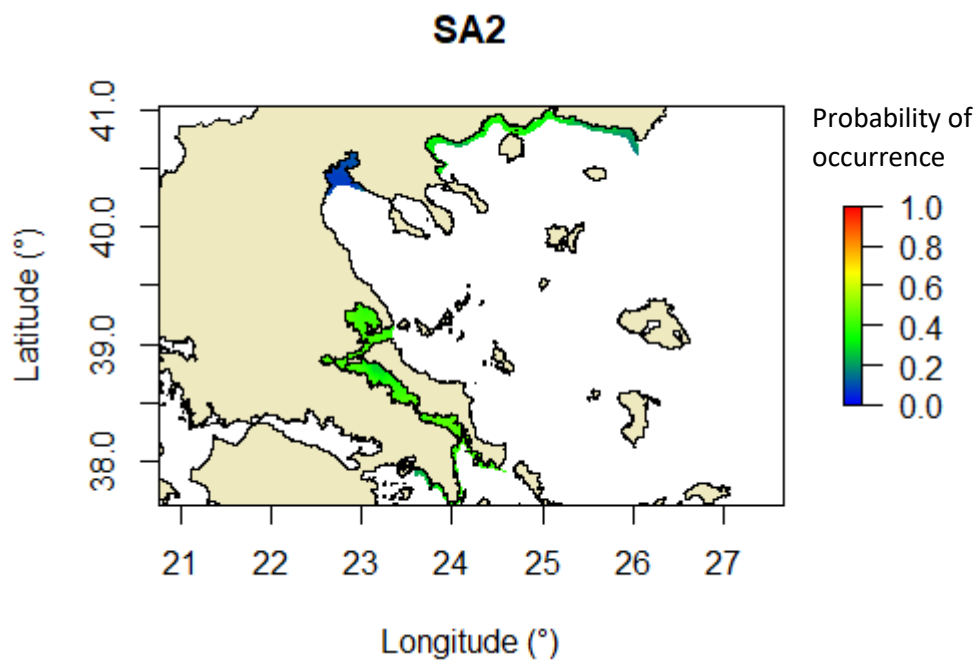 SA2
Probability of
occurrence
1.0
0.8
0.6
0.4
0.2
0.0
41.0
40.0
39.0
38.0
Latitude (°)
21 22 23 24 25 26 27
Longitude (°)